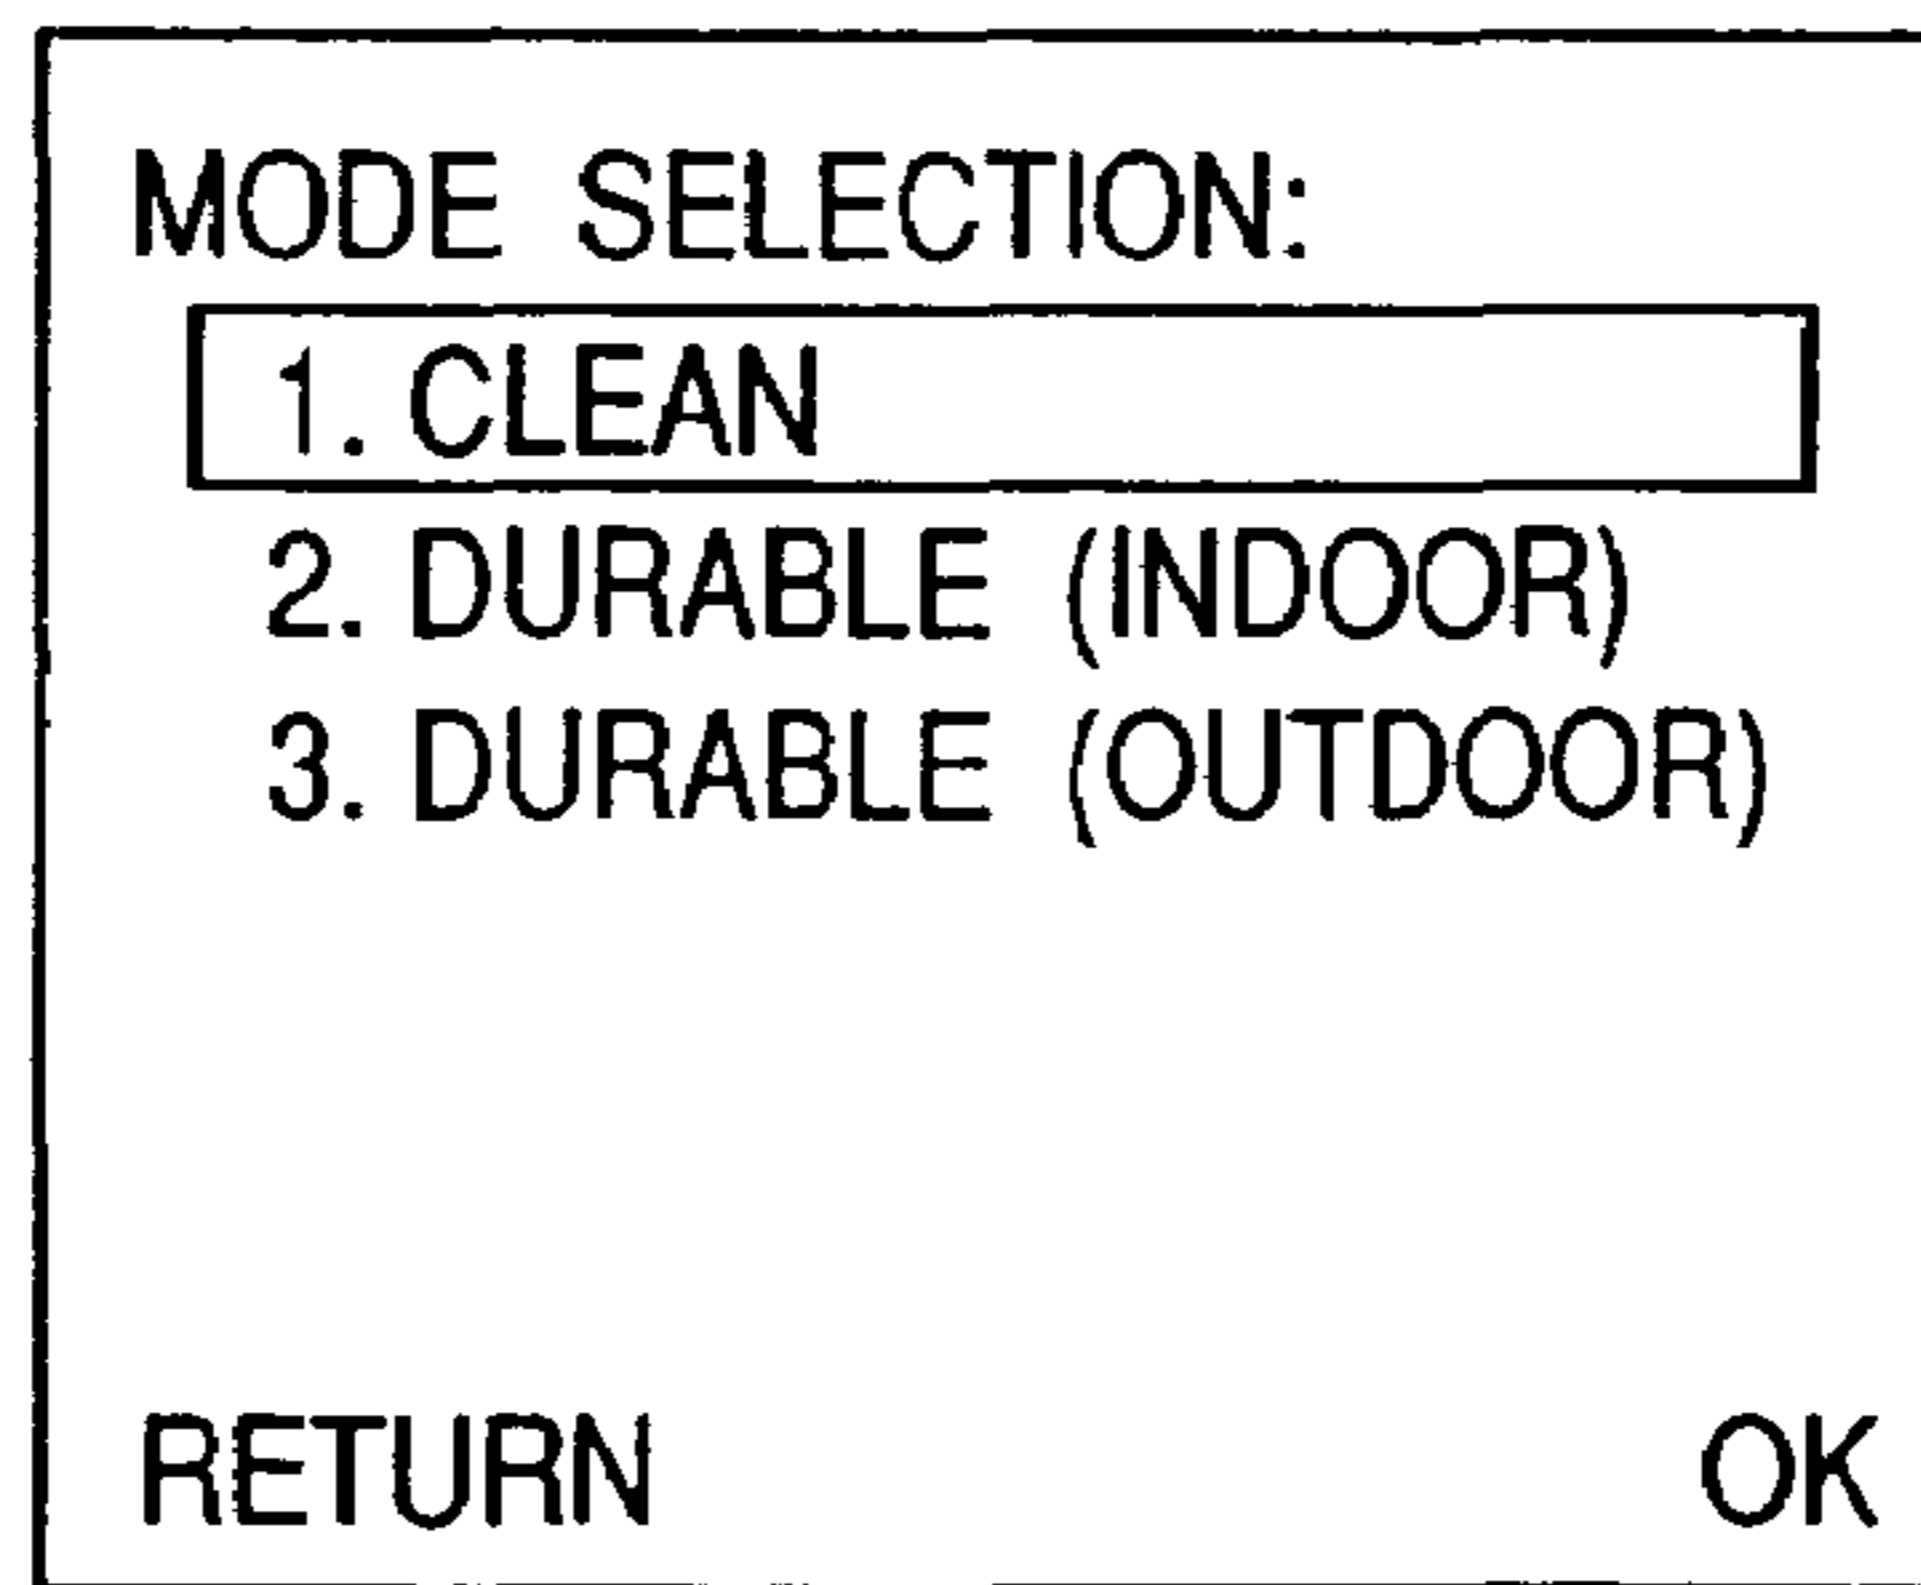 MODE SELECTION:
1. CLEAN
2. DURABLE (INDOOR)
3. DURABLE (OUTDOOR)
RETURN OK